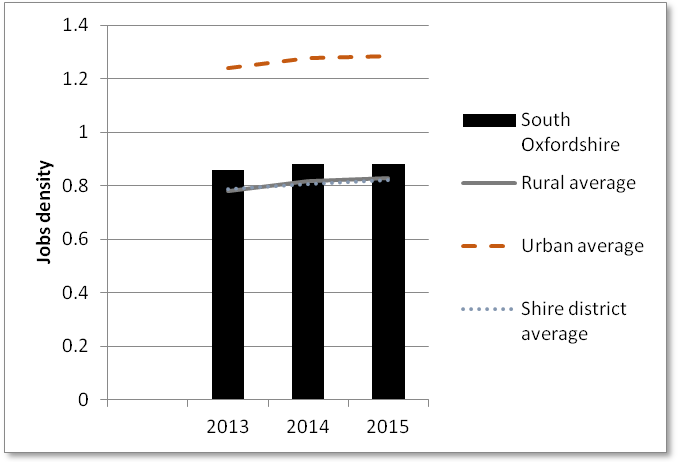 1.4
1.2
1
0.8
0.6
0.4
0.2
0
Jobs density
2013 2014 2015
South
Oxfordshire
Rural average
Urban average
Shire district
average